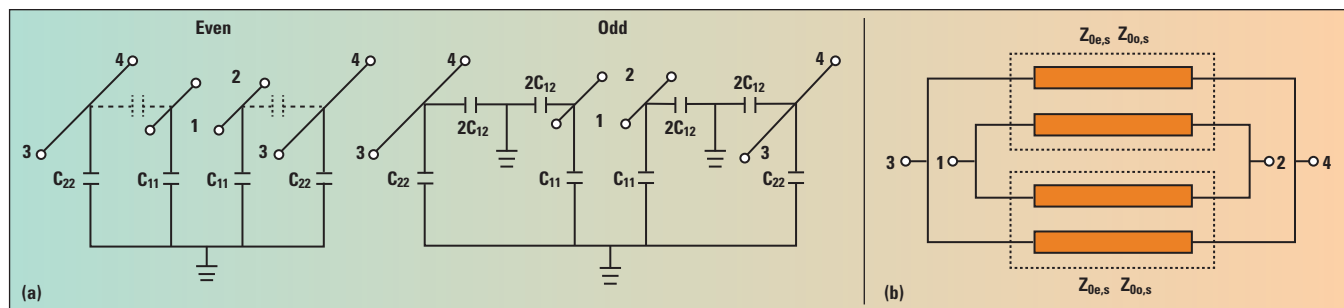 Even
Odd
4
2
4
1
3
3
C₂₂
C₁₁
C₁₁
C₂₂
4
2C₁₂
2
2C₁₂
4
2C₁₂
1
2C₁₂
3
3
C₂₂
C₁₁
C₁₁
C₂₂
(a)
Z₀ₑ,ₛ Z₀ₒ,ₛ
3
1
2
4
Z₀ₑ,ₛ Z₀ₒ,ₛ
(b)